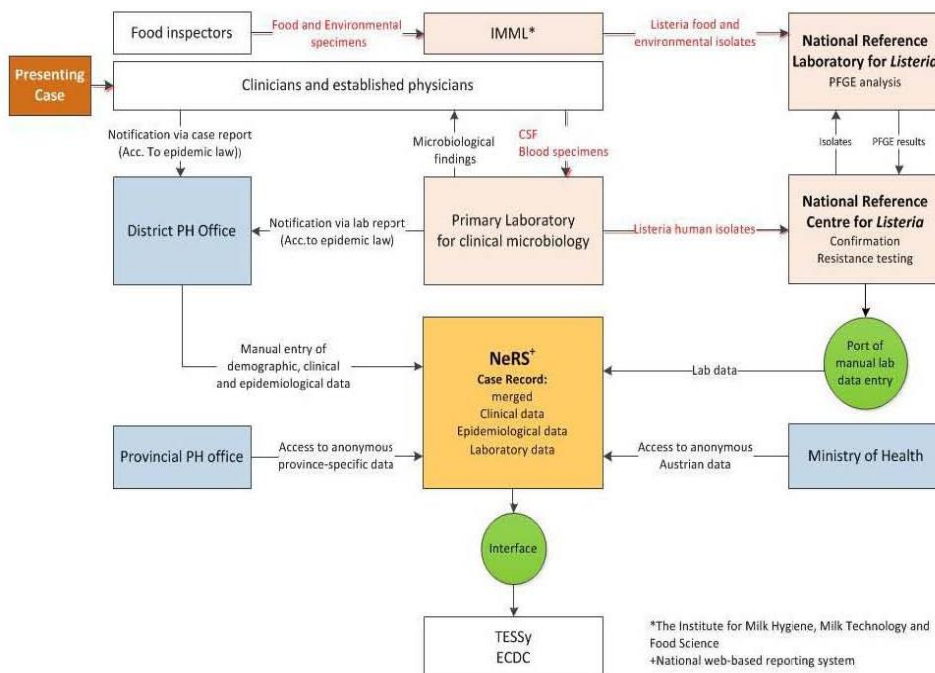 Food inspectors
Food and Environmental
specimens
IMML*
Listeria food and
environmental isolates
National Reference
Laboratory for Listeria
PFGE analysis
Presenting
Case
Clinicians and established physicians
Notification via case report
(Acc. To epidemic law))
Microbiological
findings
CSF
Blood specimens
Isolates
PFGE results
District PH Office
Notification via lab report
(Acc.to epidemic law)
Primary Laboratory
for clinical microbiology
Listeria human isolates
National Reference
Centre for Listeria
Confirmation
Resistance testing
Manual entry of
demographic, clinical
and epidemiological data
NeRS+
Case Record:
merged
Clinical data
Epidemiological data
Laboratory data
Lab data
Port of
manual lab
data entry
Provincial PH office
Access to anonymous
province-specific data
Access to anonymous
Austrian data
Ministry of Health
Interface
TESSy
ECDC
*The Institute for Milk Hygiene, Milk Technology and
Food Science
+National web-based reporting system